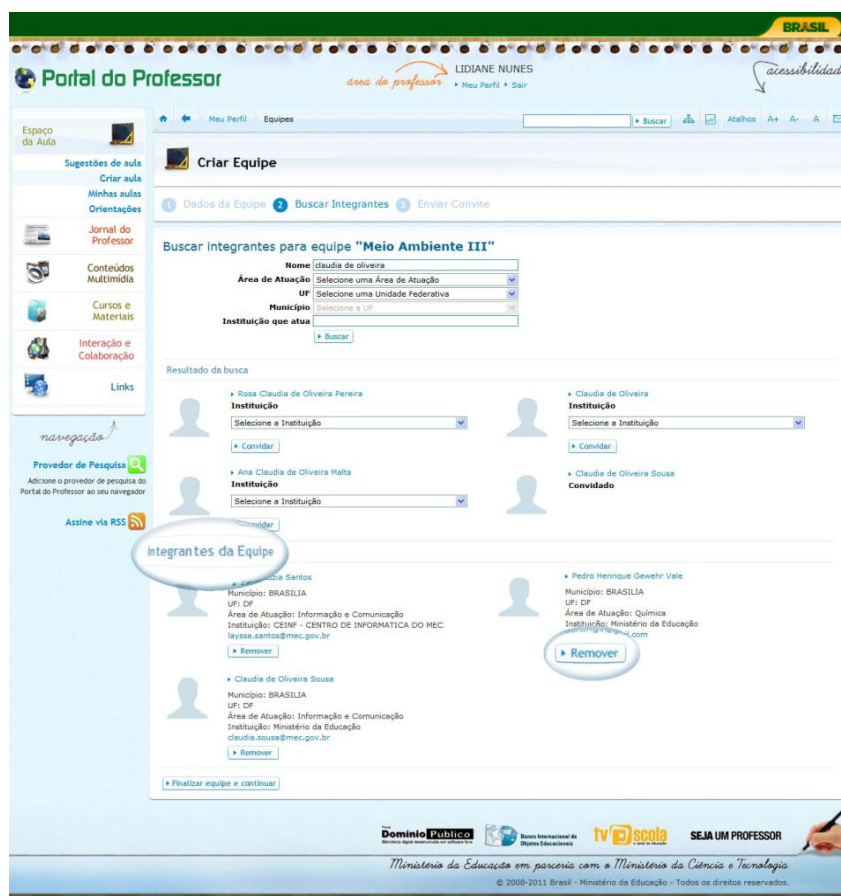 BRASIL
Portal do Professor
área do professor
LIDIANE NUNES
Meu Perfil Sair
acessibilidad
Espaço da Aula
Sugestões de aula
Criar aula
Minhas aulas
Orientações
Jornal do Professor
Conteúdos Multimídia
Cursos e Materiais
Interação e Colaboração
Links
navegação
Provedor de Pesquisa
Adicione o provedor de pesquisa do
Portal do Professor ao seu navegador
Assine via RSS
Meu Perfil Equipes
Buscar
Atalhos A+ A- A
Criar Equipe
1 Dados da Equipe 2 Buscar Integrantes 3 Enviar Convite
Buscar integrantes para equipe "Meio Ambiente III"
Nome claudia de oliveira
Área de Atuação Selecione uma Área de Atuação
UF Selecione uma Unidade Federativa
Município Selecione a UF
Instituição que atua
Buscar
Resultado da busca
Rosa Claudia de Oliveira Pereira
Instituição
Selecione a Instituição
Convidar
Claudia de Oliveira
Instituição
Selecione a Instituição
Convidar
Ana Claudia de Oliveira Malta
Instituição
Selecione a Instituição
Claudia de Oliveira Sousa
Convidado
Integrantes da Equipe
Santos
Município: BRASILIA
UF: DF
Área de Atuação: Informação e Comunicação
Instituição: CEINF - CENTRO DE INFORMATICA DO MEC
laysse.santos@mec.gov.br
Remover
Pedro Henrique Gewehr Vale
Município: BRASILIA
UF: DF
Área de Atuação: Química
Instituição: Ministério da Educação
Remover
Claudia de Oliveira Sousa
Município: BRASILIA
UF: DF
Área de Atuação: Informação e Comunicação
Instituição: Ministério da Educação
claudia.sousa@mec.gov.br
Remover
Finalizar equipe e continuar
Domínio Público
Banco Internacional de
Objetos Educacionais
tv escola
SEJA UM PROFESSOR
Ministério da Educação em parceria com o Ministério da Ciência e Tecnologia
© 2008-2011 Brasil - Ministério da Educação - Todos os direitos reservados.